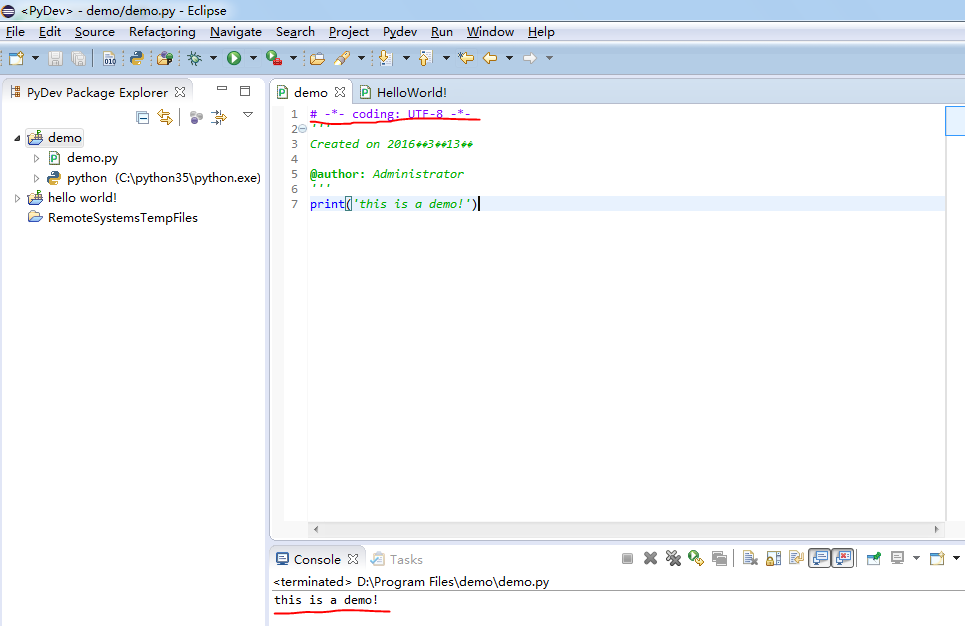 <PyDev> - demo/demo.py - Eclipse
File Edit Source Refactoring Navigate Search Project Pydev Run Window Help
PyDev Package Explorer
demo
demo.py
python (C:\python35\python.exe)
hello world!
RemoteSystemsTempFiles
demo HelloWorld!
1 # -*- coding: UTF-8 -*-
2 '''
3 Created on 2016��3��13��
4
5 @author: Administrator
6 '''
7 print('this is a demo!')
Console Tasks
<terminated> D:\Program Files\demo\demo.py
this is a demo!